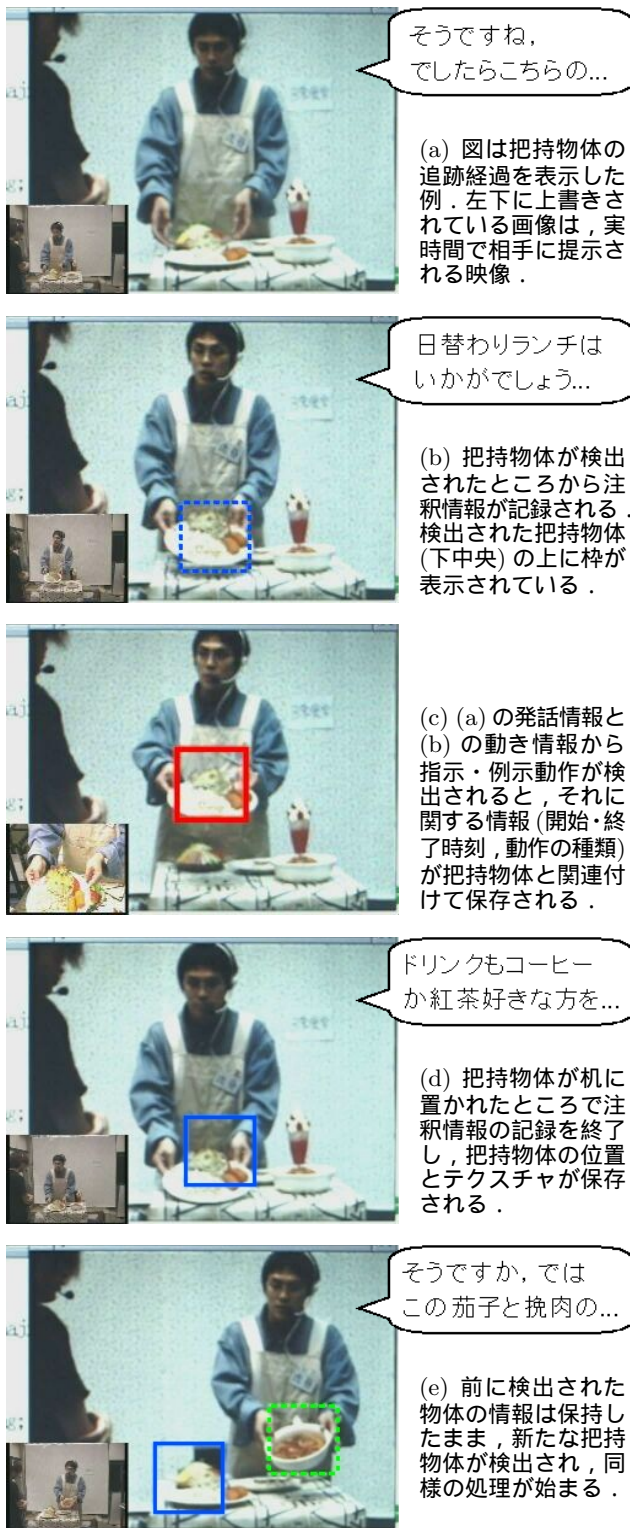 そうですね,
でしたらこちらの...
(a) 図は把持物体の
追跡経過を表示した
例．左下に上書きさ
れている画像は，実
時間で相手に提示さ
れる映像．
日替わりランチは
いかがでしょう...
(b) 把持物体が検出
されたところから注
釈情報が記録される．
検出された把持物体
(下中央) の上に枠が
表示されている．
(c) (a) の発話情報と
(b) の動き情報から
指示・例示動作が検
出されると，それに
関する情報 (開始・終
了時刻，動作の種類)
が把持物体と関連付
けて保存される．
ドリンクもコーヒー
か紅茶好きな方を...
(d) 把持物体が机に
置かれたところで注
釈情報の記録を終了
し，把持物体の位置
とテクスチャが保存
される．
そうですか, では
この茄子と挽肉の...
(e) 前に検出された
物体の情報は保持し
たまま，新たな把持
物体が検出され，同
様の処理が始まる．